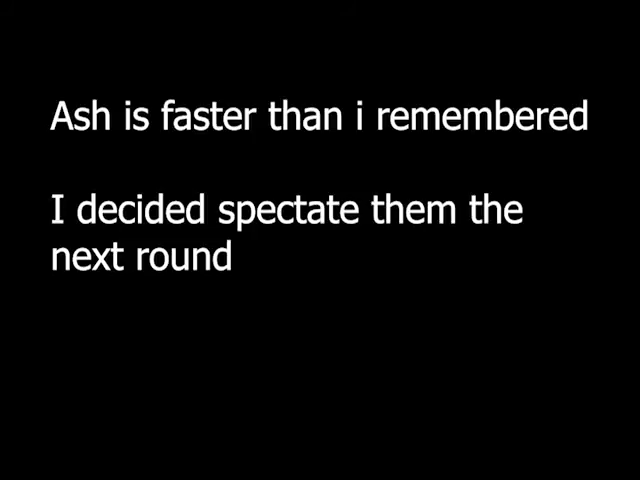 Ash is faster than i remembered
I decided spectate them the
next round